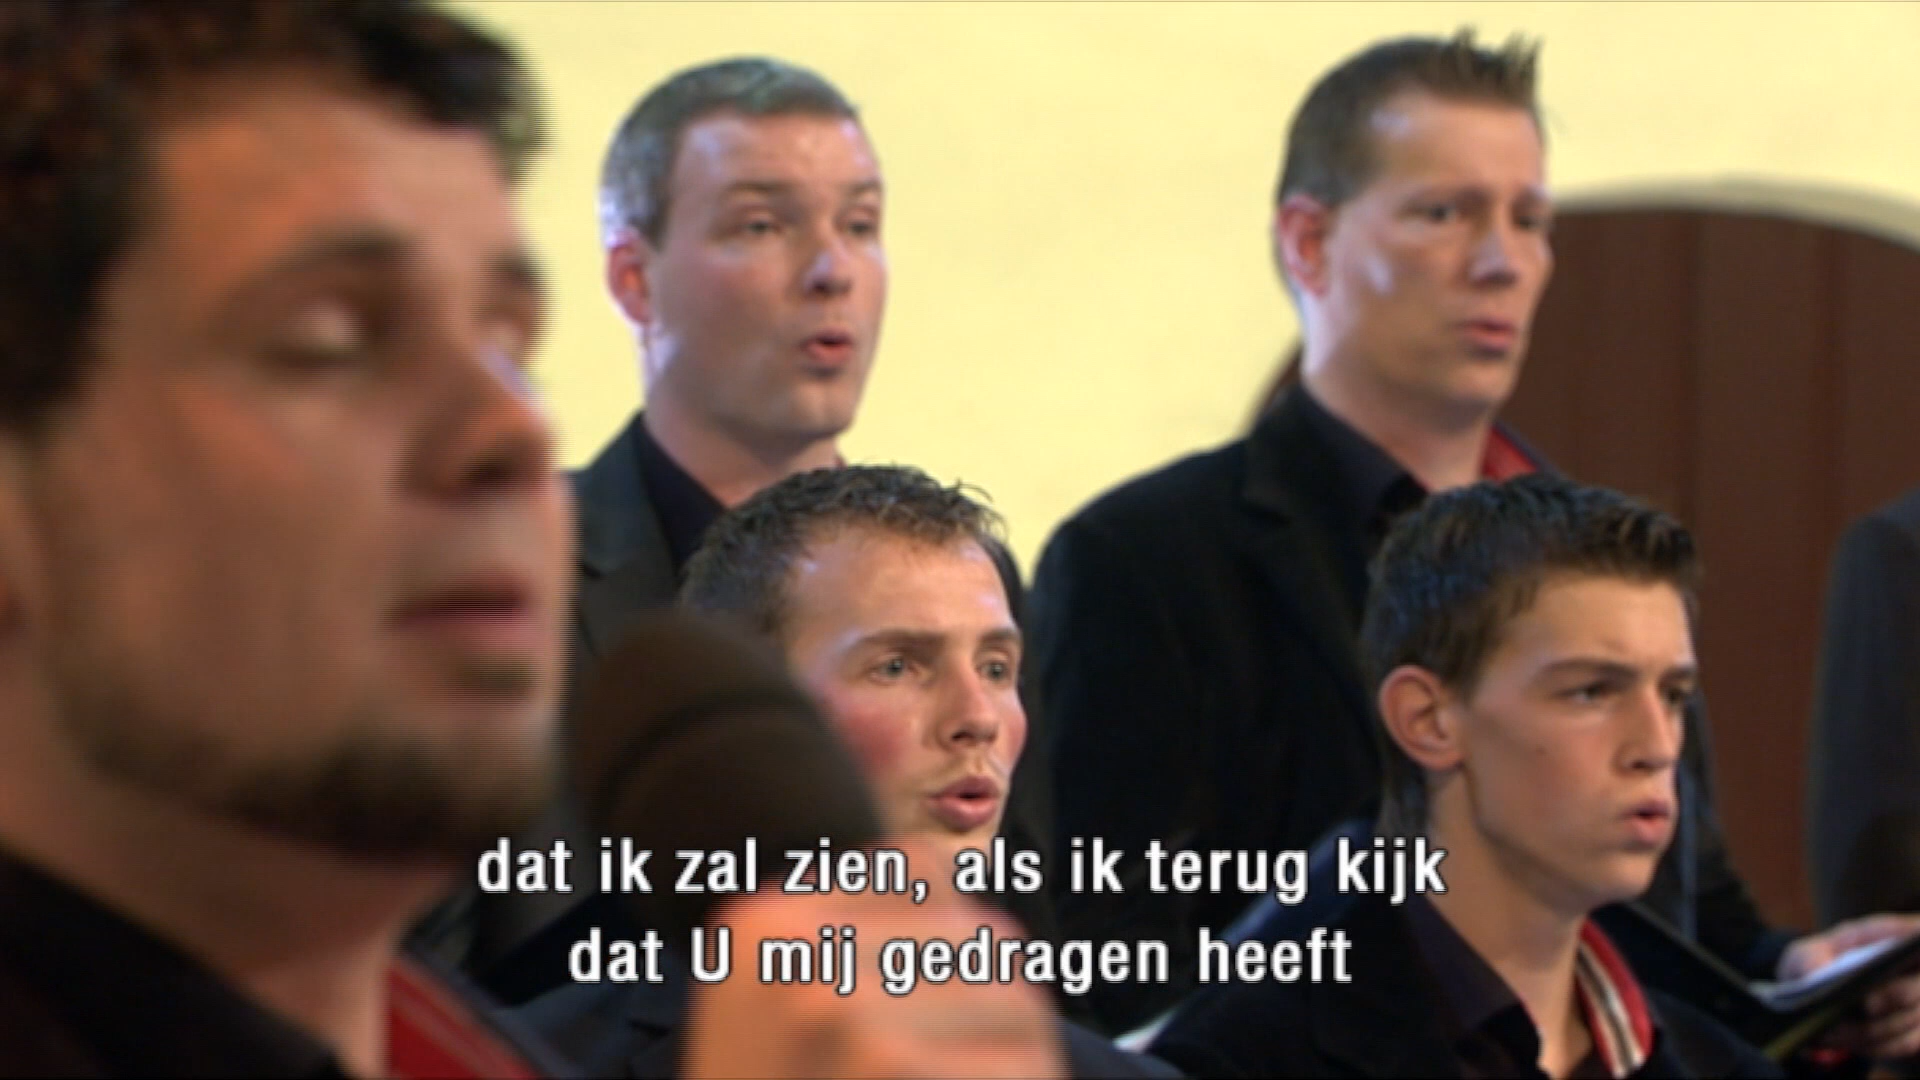 dat ik zal zien, als ik terug kijk
dat U mij gedragen heeft